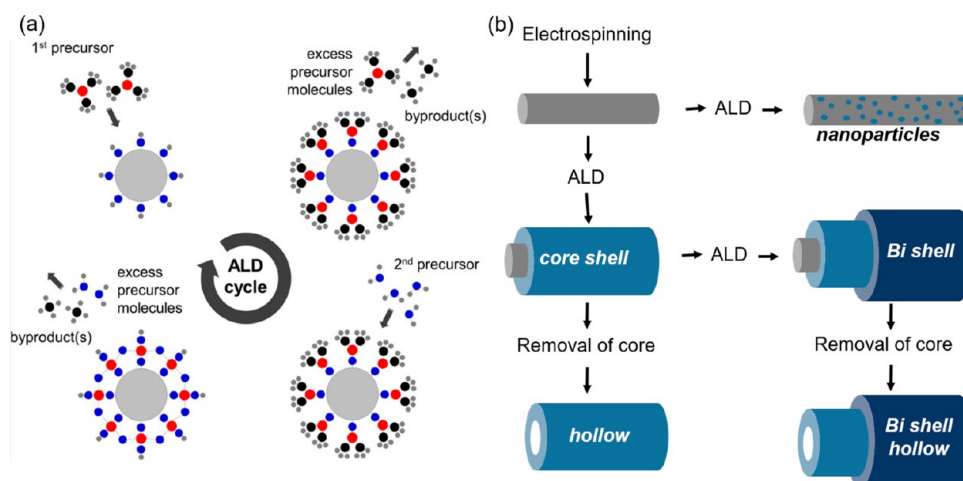 (a)
1st precursor
excess
precursor
molecules
byproduct(s)
ALD
cycle
excess
precursor
molecules
byproduct(s)
2nd precursor
(b)
Electrospinning
ALD
nanoparticles
ALD
core shell
ALD
Bi shell
Removal of core
Removal of core
hollow
Bi shell
hollow